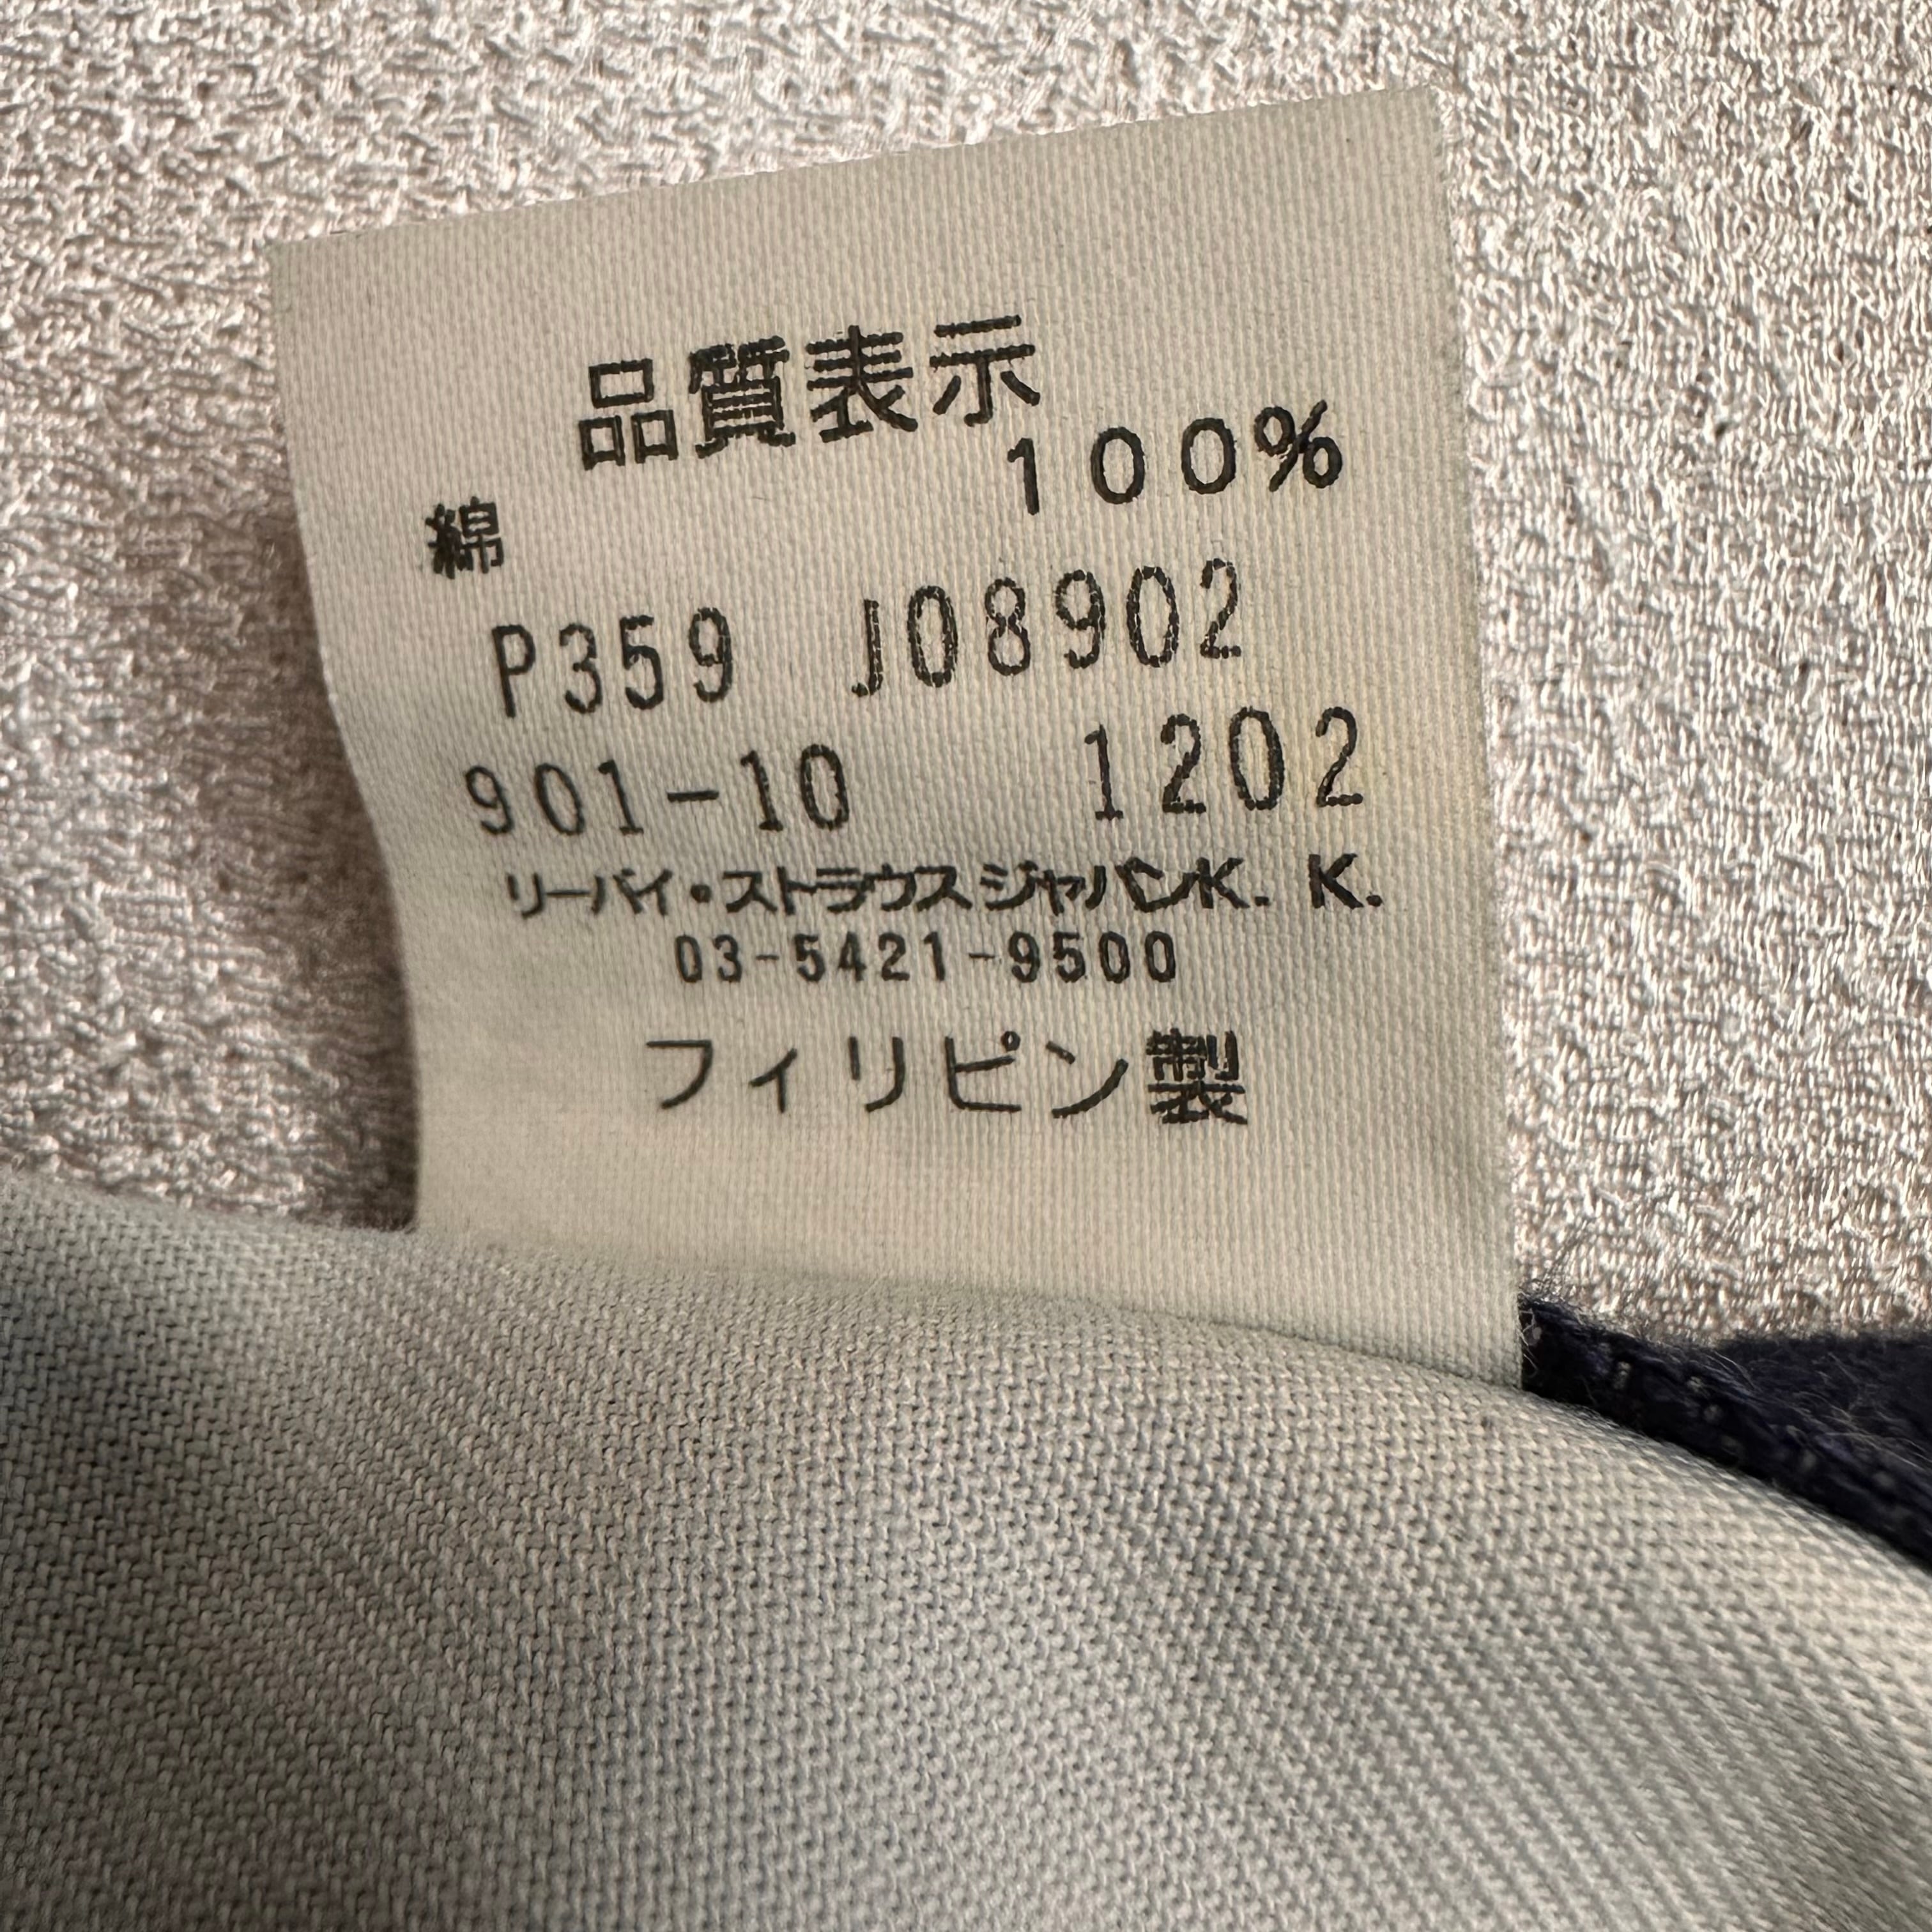 品質表示
綿 100%
P359 J08902
901-10 1202
リーバイ・ストラウスジャパンK.K.
03-5421-9500
フィリピン製